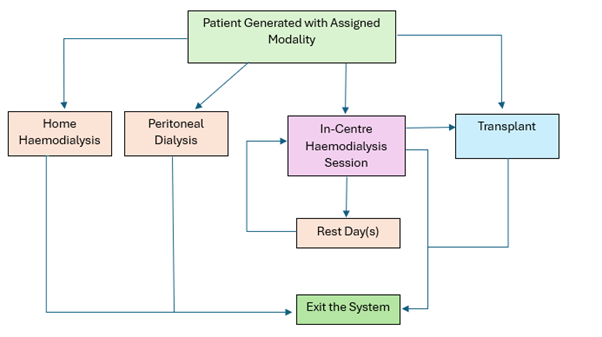 Patient Generated with Assigned
Modality
Home
Haemodialysis
Peritoneal
Dialysis
In-Centre
Haemodialysis
Session
Transplant
Rest Day(s)
Exit the System